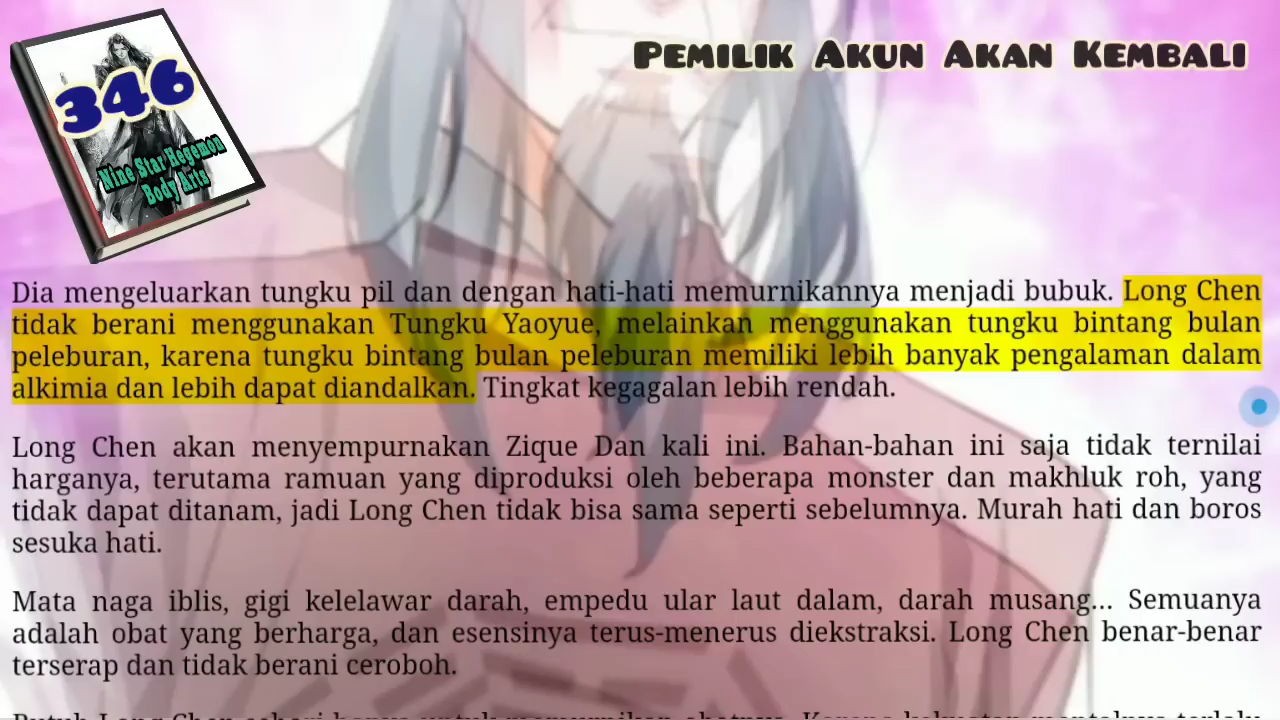 346
Nine Star Hegemon
Body Arts
Pemilik Akun Akan Kembali
Dia mengeluarkan tungku pil dan dengan hati-hati memurnikannya menjadi bubuk. Long Chen
tidak berani menggunakan Tungku Yaoyue, melainkan menggunakan tungku bintang bulan
peleburan, karena tungku bintang bulan peleburan memiliki lebih banyak pengalaman dalam
alkimia dan lebih dapat diandalkan. Tingkat kegagalan lebih rendah.
Long Chen akan menyempurnakan Zique Dan kali ini. Bahan-bahan ini saja tidak ternilai
harganya, terutama ramuan yang diproduksi oleh beberapa monster dan makhluk roh, yang
tidak dapat ditanam, jadi Long Chen tidak bisa sama seperti sebelumnya. Murah hati dan boros
sesuka hati.
Mata naga iblis, gigi kelelawar darah, empedu ular laut dalam, darah musang... Semuanya
adalah obat yang berharga, dan esensinya terus-menerus diekstraksi. Long Chen benar-benar
terserap dan tidak berani ceroboh.